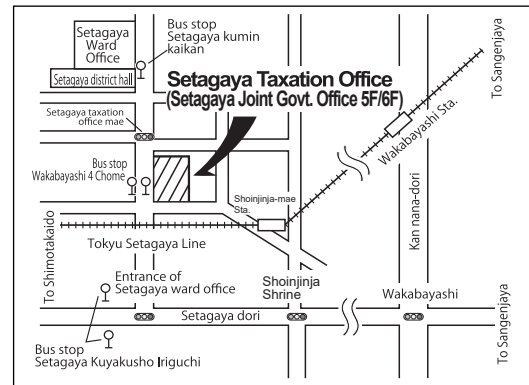 Setagaya
Ward
Office
Bus stop
Setagaya kumin
kaikan
Setagaya district hall
Setagaya Taxation Office
(Setagaya Joint Govt. Office 5F/6F)
Setagaya taxation
office mae
Bus stop
Wakabayashi 4 Chome
To Sangenjaya
Wakabayashi Sta.
Kan nana-dori
Shoinjinja-mae
Sta.
To Shimotakaido
Tokyu Setagaya Line
Entrance of
Setagaya ward office
Shoinjinja
Shrine
Wakabayashi
Setagaya dori
To Sangenjaya
Bus stop
Setagaya Kuyakusho Iriguchi